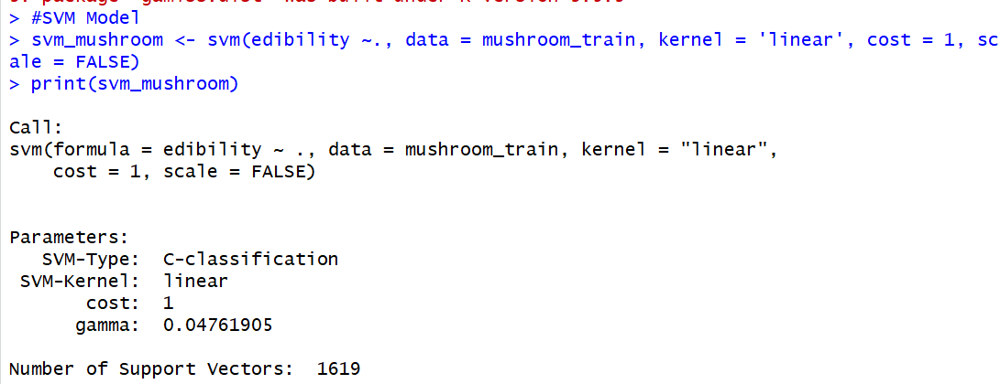 > #SVM Model
> svm_mushroom <- svm(edibility ~., data = mushroom_train, kernel = 'linear', cost = 1, sc
ale = FALSE)
> print(svm_mushroom)
Call:
svm(formula = edibility ~ ., data = mushroom_train, kernel = "linear",
cost = 1, scale = FALSE)
Parameters:
SVM-Type: C-classification
SVM-Kernel: linear
cost: 1
gamma: 0.04761905
Number of Support Vectors: 1619